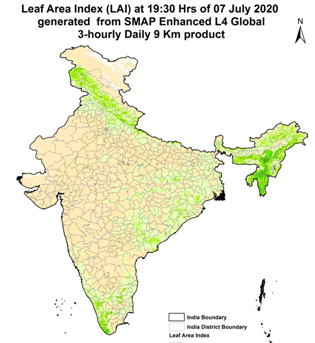 Leaf Area Index (LAI) at 19:30 Hrs of 07 July 2020
generated from SMAP Enhanced L4 Global
3-hourly Daily 9 Km product
N
India Boundary
India District Boundary
Leaf Area Index